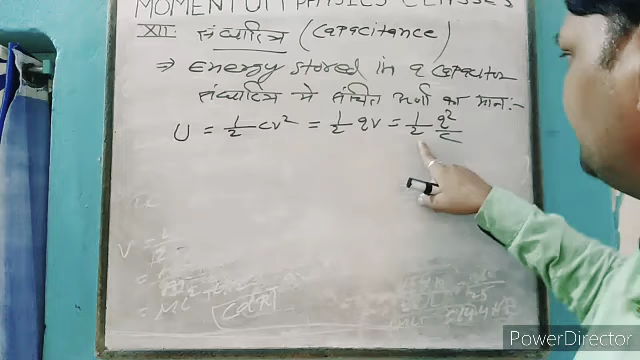 MOMENTUM PHYSICS CLASSES
XII: संधारित्र (Capacitance)
⇒ Energy stored in a Capacitor
संधारित्र में संचित ऊर्जा का मान:-
U = 1/2 CV² = 1/2 qV = 1/2 q²/C
PowerDirector